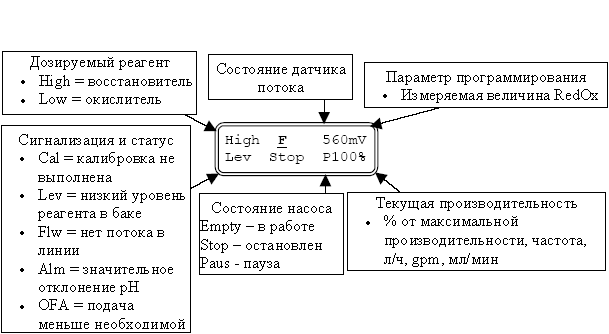 Дозируемый реагент
• High = восстановитель
• Low = окислитель
Состояние датчика
потока
Параметр программирования
• Измеряемая величина RedOx
High F 560mV
Lev Stop P100%
Сигнализация и статус
• Cal = калибровка не
выполнена
• Lev = низкий уровень
реагента в баке
• Flw = нет потока в
линии
• Alm = значительное
отклонение pH
• OFA = подача
меньше необходимой
Состояние насоса
Empty – в работе
Stop – остановлен
Paus - пауза
Текущая производительность
• % от максимальной
производительности, частота,
л/ч, gpm, мл/мин